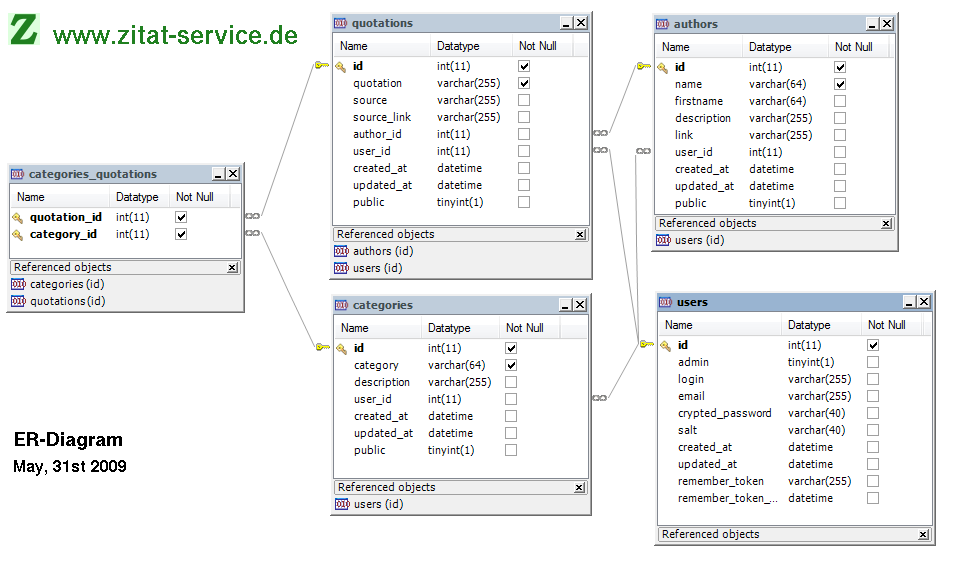 Z www.zitat-service.de
quotations
Name Datatype Not Null
id int(11)
quotation varchar(255)
source varchar(255)
source_link varchar(255)
author_id int(11)
user_id int(11)
created_at datetime
updated_at datetime
public tinyint(1)
Referenced objects
authors (id)
users (id)
authors
Name Datatype Not Null
id int(11)
name varchar(64)
firstname varchar(64)
description varchar(255)
link varchar(255)
user_id int(11)
created_at datetime
updated_at datetime
public tinyint(1)
Referenced objects
users (id)
categories_quotations
Name Datatype Not Null
quotation_id int(11)
category_id int(11)
Referenced objects
categories (id)
quotations (id)
categories
Name Datatype Not Null
id int(11)
category varchar(64)
description varchar(255)
user_id int(11)
created_at datetime
updated_at datetime
public tinyint(1)
Referenced objects
users (id)
users
Name Datatype Not Null
id int(11)
admin tinyint(1)
login varchar(255)
email varchar(255)
crypted_password varchar(40)
salt varchar(40)
created_at datetime
updated_at datetime
remember_token varchar(255)
remember_token_... datetime
Referenced objects
ER-Diagram
May, 31st 2009